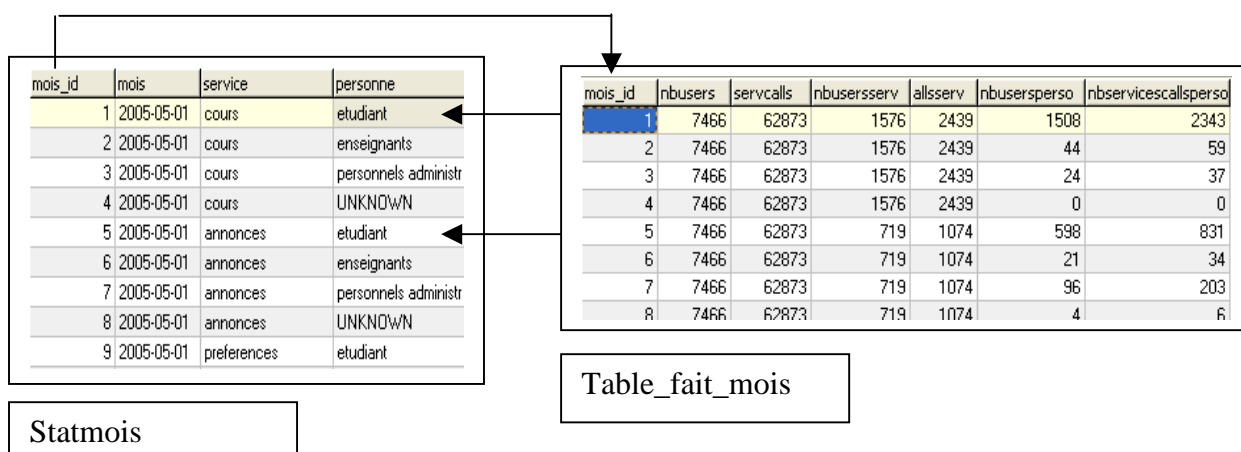 mois_id mois service personne
1 2005-05-01 cours etudiant
2 2005-05-01 cours enseignants
3 2005-05-01 cours personnels administr
4 2005-05-01 cours UNKNOWN
5 2005-05-01 annonces etudiant
6 2005-05-01 annonces enseignants
7 2005-05-01 annonces personnels administr
8 2005-05-01 annonces UNKNOWN
9 2005-05-01 preferences etudiant
Statmois
mois_id nbusers servcalls nbusersserv allsserv nbusersperso nbservicescallsperso
1 7466 62873 1576 2439 1508 2343
2 7466 62873 1576 2439 44 59
3 7466 62873 1576 2439 24 37
4 7466 62873 1576 2439 0 0
5 7466 62873 719 1074 598 831
6 7466 62873 719 1074 21 34
7 7466 62873 719 1074 96 203
8 7466 62873 719 1074 4 6
Table_fait_mois